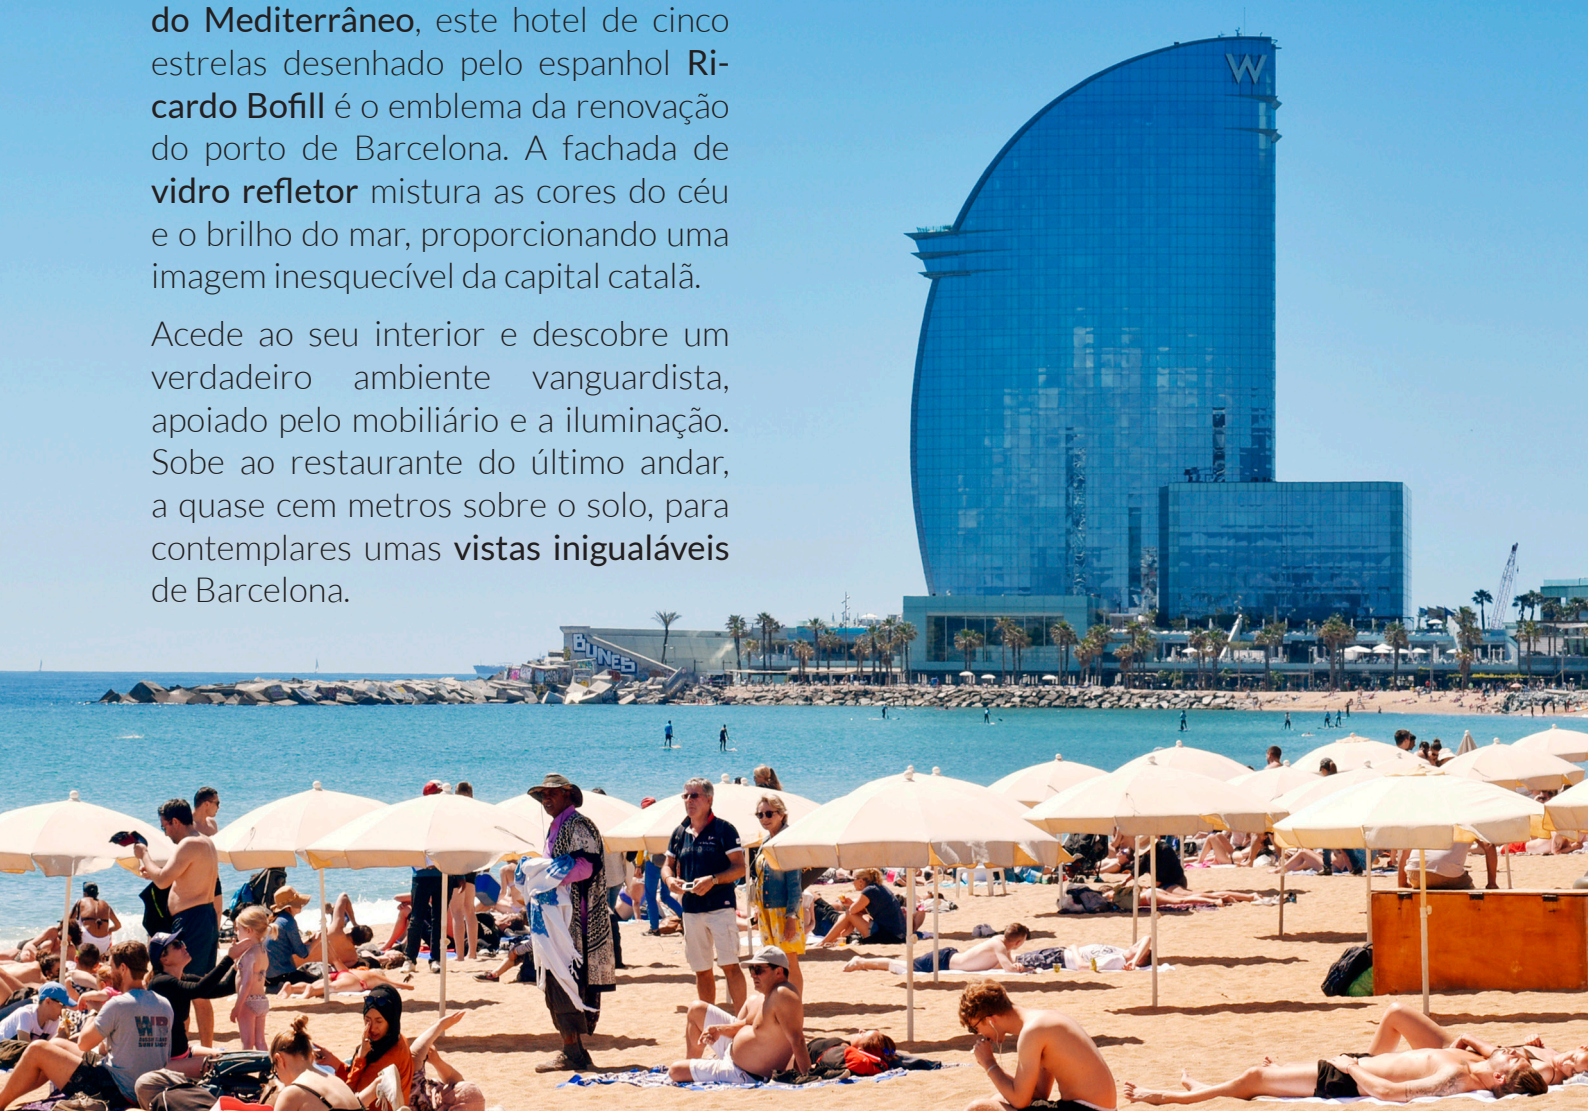 do Mediterrâneo, este hotel de cinco
estrelas desenhado pelo espanhol Ri-
cardo Bofill é o emblema da renovação
do porto de Barcelona. A fachada de
vidro refletor mistura as cores do céu
e o brilho do mar, proporcionando uma
imagem inesquecível da capital catalã.
Acede ao seu interior e descobre um
verdadeiro ambiente vanguardista,
apoiado pelo mobiliário e a iluminação.
Sobe ao restaurante do último andar,
a quase cem metros sobre o solo, para
contemplares umas vistas inigualáveis
de Barcelona.
W
BUNES